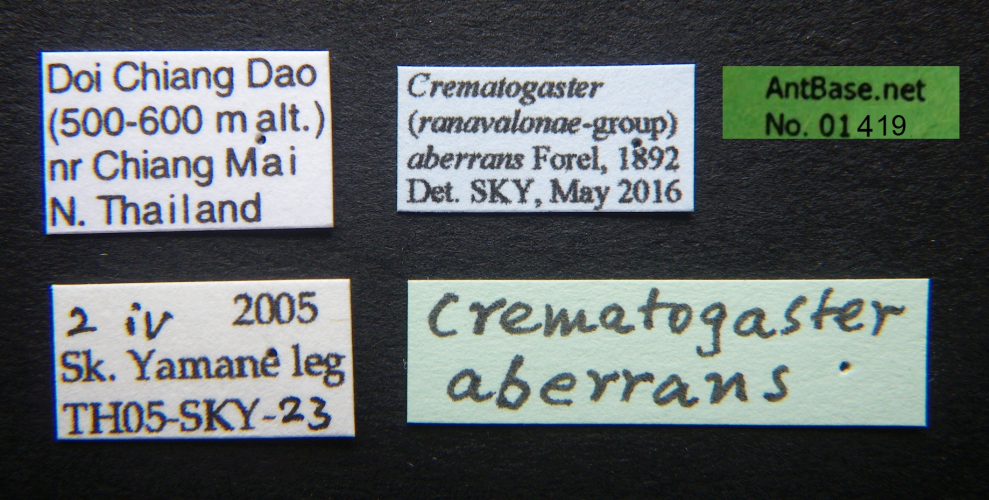 Doi Chiang Dao
(500-600 m alt.)
nr Chiang Mai
N. Thailand
Crematogaster
(ranavalonae-group)
aberrans Forel, 1892
Det. SKY, May 2016
AntBase.net
No. 01419
2 iv 2005
Sk. Yamane leg
TH05-SKY-23
Crematogaster
aberrans